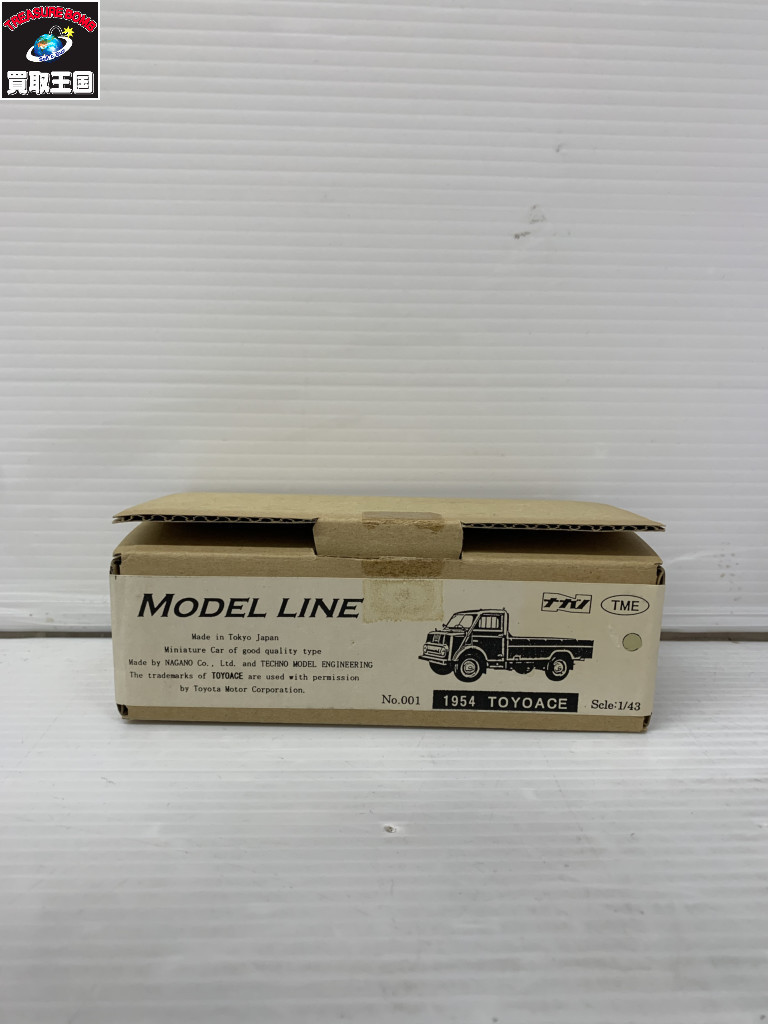 TREASURE BOMB
買取王国
MODEL LINE
Made in Tokyo Japan
Miniature Car of good quality type
Made by NAGANO Co., Ltd. and TECHNO MODEL ENGINEERING
The trademarks of TOYOACE are used with permission
by Toyota Motor Corporation.
ナガノ
TME
No.001
1954 TOYOACE
Scle:1/43